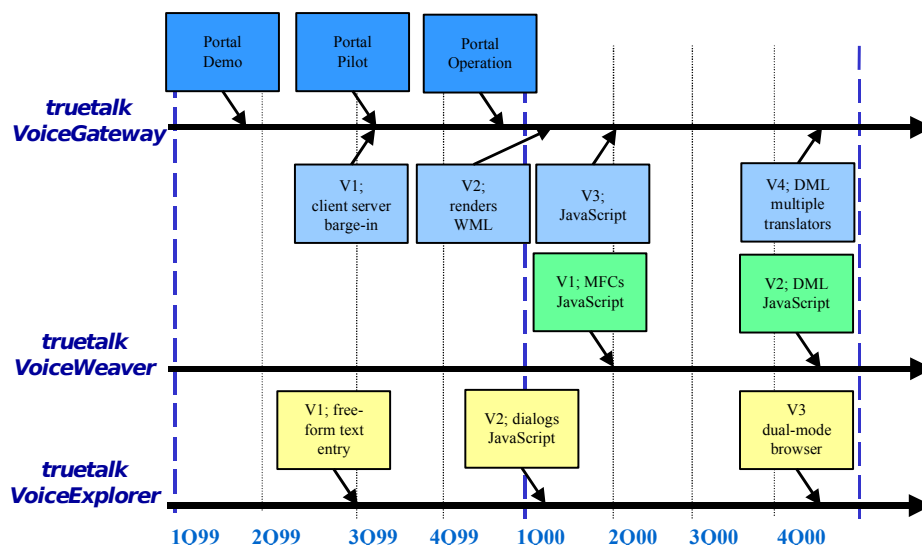 Portal
Demo
Portal
Pilot
Portal
Operation
truetalk
VoiceGateway
V1;
client server
barge-in
V2;
renders
WML
V3;
JavaScript
V4; DML
multiple
translators
V1; MFCs
JavaScript
V2; DML
JavaScript
truetalk
VoiceWeaver
V1; free-
form text
entry
V2; dialogs
JavaScript
V3
dual-mode
browser
truetalk
VoiceExplorer
1Q99 2Q99 3Q99 4Q99 1Q00 2Q00 3Q00 4Q00